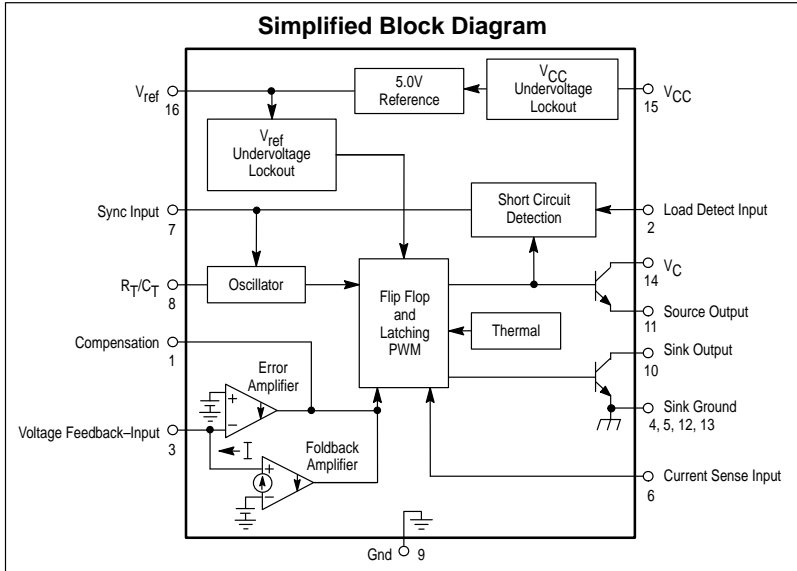 Simplified Block Diagram
Vref
16
5.0V
Reference
VCC
Undervoltage
Lockout
VCC
15
Vref
Undervoltage
Lockout
Sync Input
7
Short Circuit
Detection
Load Detect Input
2
RT/CT
8
Oscillator
Flip Flop
and
Latching
PWM
VC
14
Source Output
11
Thermal
Compensation
1
Sink Output
10
Error
Amplifier
+
–
Sink Ground
4, 5, 12, 13
Voltage Feedback–Input
3
I
Foldback
Amplifier
+
–
Current Sense Input
6
Gnd
9